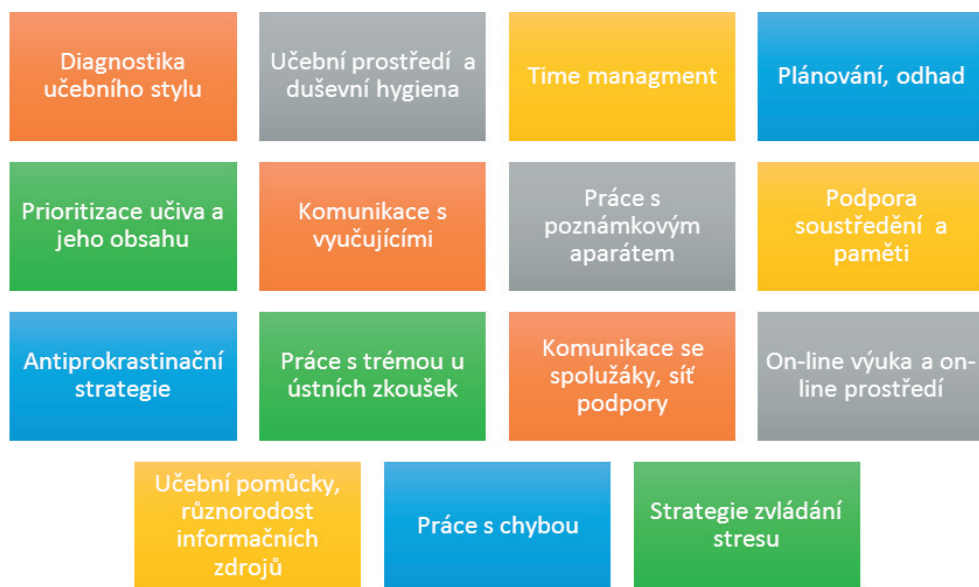 Diagnostika
učebního stylu
Učební prostředí a
duševní hygiena
Time managment
Plánování, odhad
Prioritizace učiva a
jeho obsahu
Komunikace s
vyučujícími
Práce s
poznámkovým
aparátem
Podpora
soustředění a
paměti
Antiprokrastinační
strategie
Práce s trémou u
ústních zkoušek
Komunikace se
spolužáky, síť
podpory
On-line výuka a on-
line prostředí
Učební pomůcky,
různorodost
informačních
zdrojů
Práce s chybou
Strategie zvládání
stresu